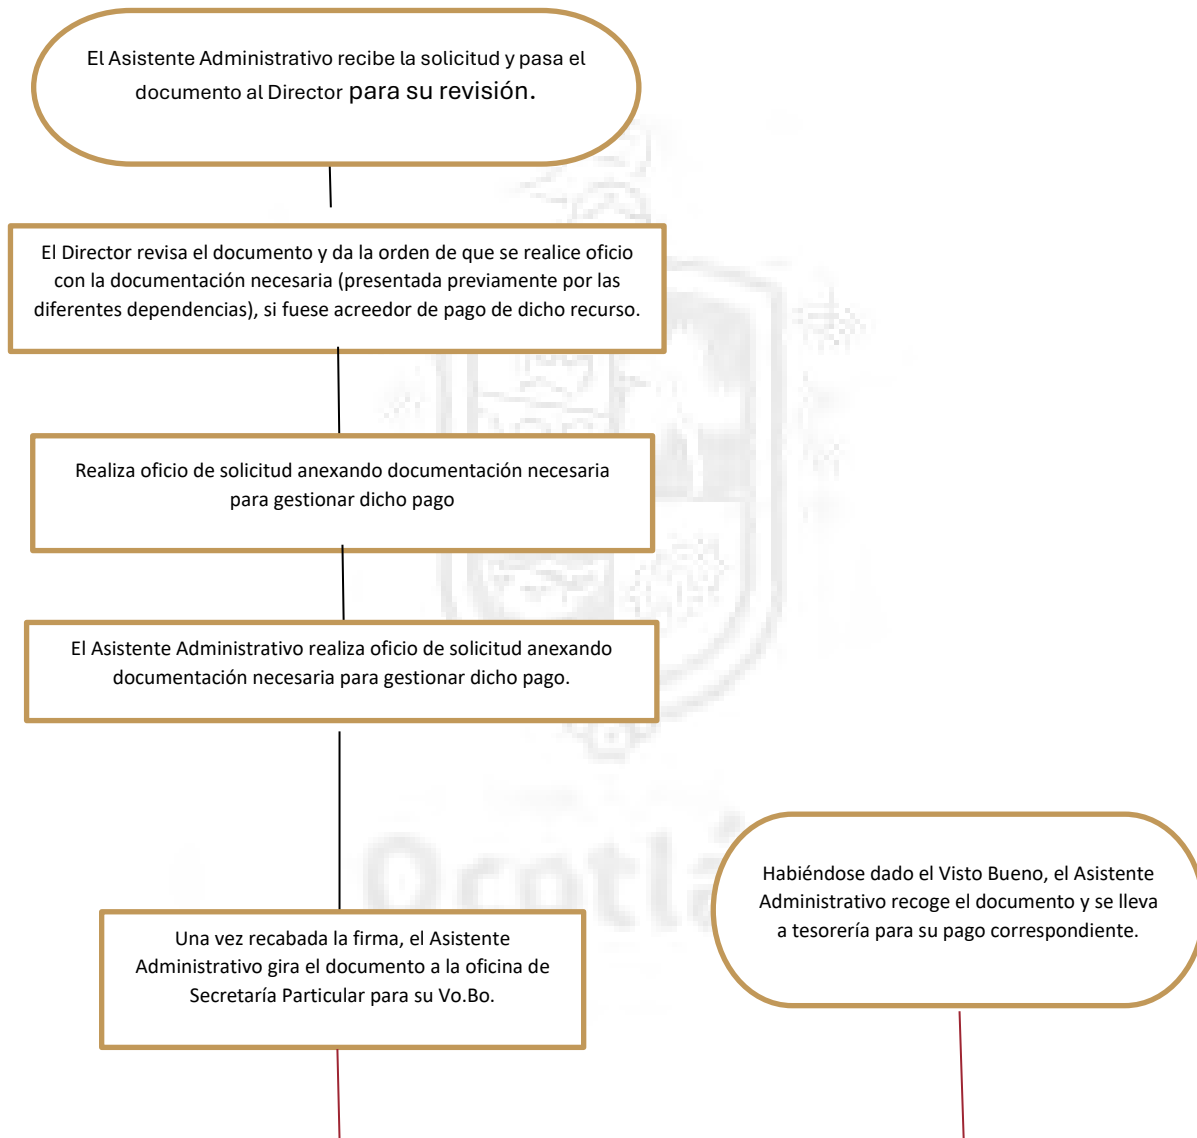 El Asistente Administrativo recibe la solicitud y pasa el
documento al Director para su revisión.
El Director revisa el documento y da la orden de que se realice oficio
con la documentación necesaria (presentada previamente por las
diferentes dependencias), si fuese acreedor de pago de dicho recurso.
Realiza oficio de solicitud anexando documentación necesaria
para gestionar dicho pago
El Asistente Administrativo realiza oficio de solicitud anexando
documentación necesaria para gestionar dicho pago.
Una vez recabada la firma, el Asistente
Administrativo gira el documento a la oficina de
Secretaría Particular para su Vo.Bo.
Habiéndose dado el Visto Bueno, el Asistente
Administrativo recoge el documento y se lleva
a tesorería para su pago correspondiente.
Ocotlá